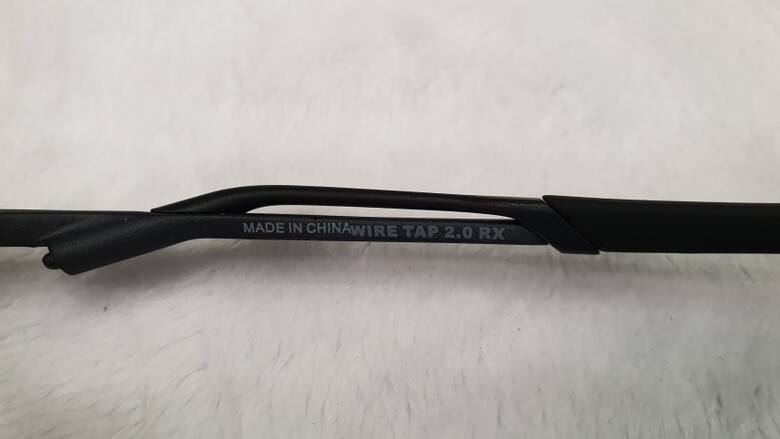 MADE IN CHINA WIRE TAP 2.0 RX